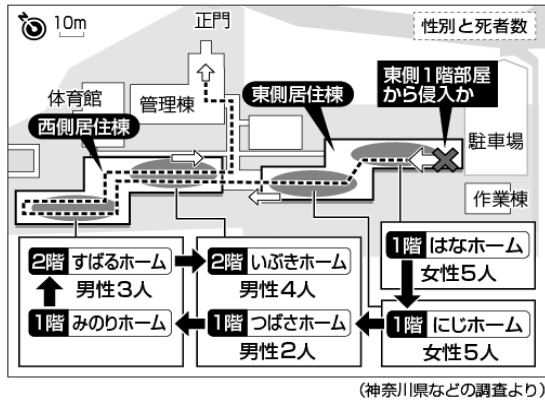 10m
正門
性別と死者数
体育館
管理棟
東側居住棟
東側1階部屋
から侵入か
西側居住棟
駐車場
作業棟
2階 すばるホーム
男性3人
2階 いぶきホーム
男性4人
1階 はなホーム
女性5人
1階 みのりホーム
1階 つばさホーム
男性2人
1階 にじホーム
女性5人
(神奈川県などの調査より)